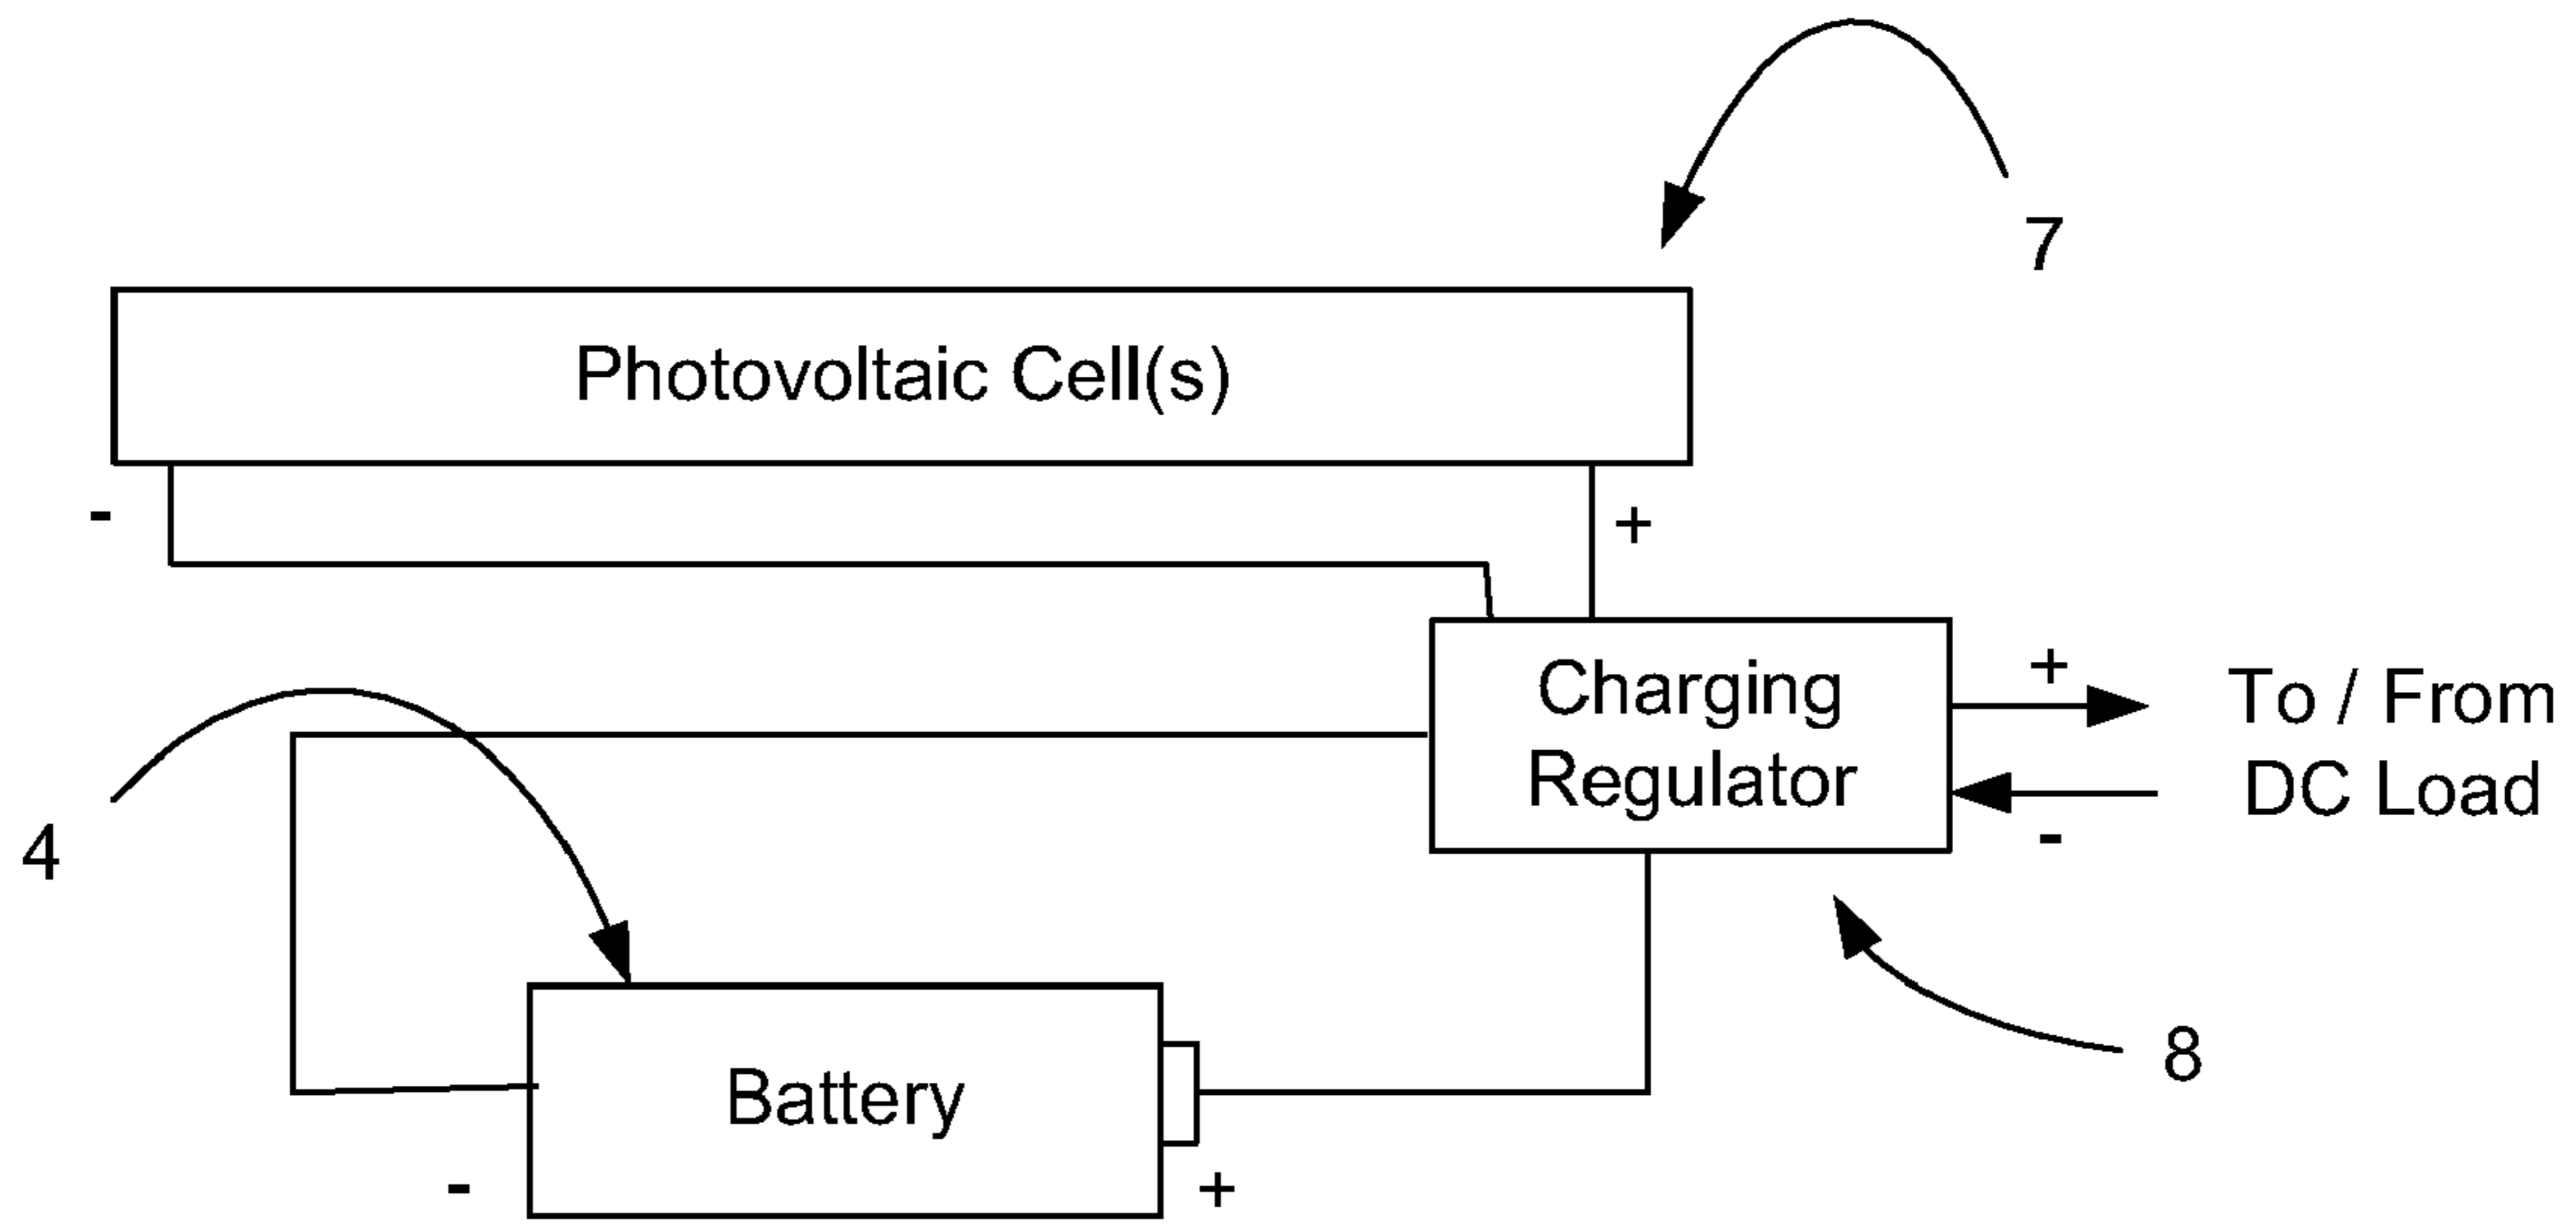 7
Photovoltaic Cell(s)
-
+
Charging
Regulator
+
To / From
DC Load
-
4
8
Battery
-
+